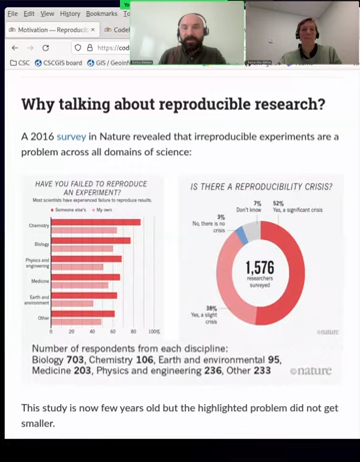 File Edit View History Bookmarks To
Motivation — Reproducib
https://cod
CSC
CSCGIS board
GIS / Geoinf
Why talking about reproducible research?
A 2016 survey in Nature revealed that irreproducible experiments are a
problem across all domains of science:
HAVE YOU FAILED TO REPRODUCE
AN EXPERIMENT?
Most scientists have experienced failure to reproduce results.
Someone else's
My own
Chemistry
Biology
Physics and
engineering
Medicine
Earth and
environment
Other
0 20 40 60 80 100%
IS THERE A REPRODUCIBILITY CRISIS?
7%
Don't know
52%
Yes, a significant crisis
3%
No, there is no
crisis
1,576
researchers
surveyed
38%
Yes, a slight
crisis
©nature
Number of respondents from each discipline:
Biology 703, Chemistry 106, Earth and environmental 95,
Medicine 203, Physics and engineering 236, Other 233
©nature
This study is now few years old but the highlighted problem did not get
smaller.